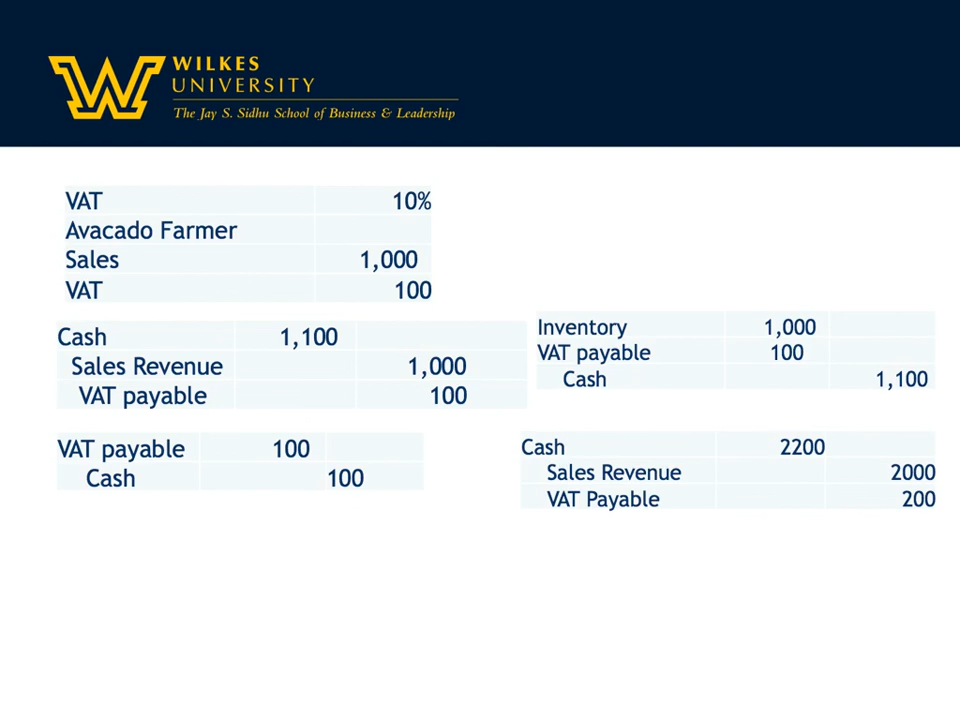 WILKES
UNIVERSITY
The Jay S. Sidhu School of Business & Leadership
VAT 10%
Avacado Farmer
Sales 1,000
VAT 100
Cash 1,100
Sales Revenue 1,000
VAT payable 100
VAT payable 100
Cash 100
Inventory 1,000
VAT payable 100
Cash 1,100
Cash 2200
Sales Revenue 2000
VAT Payable 200